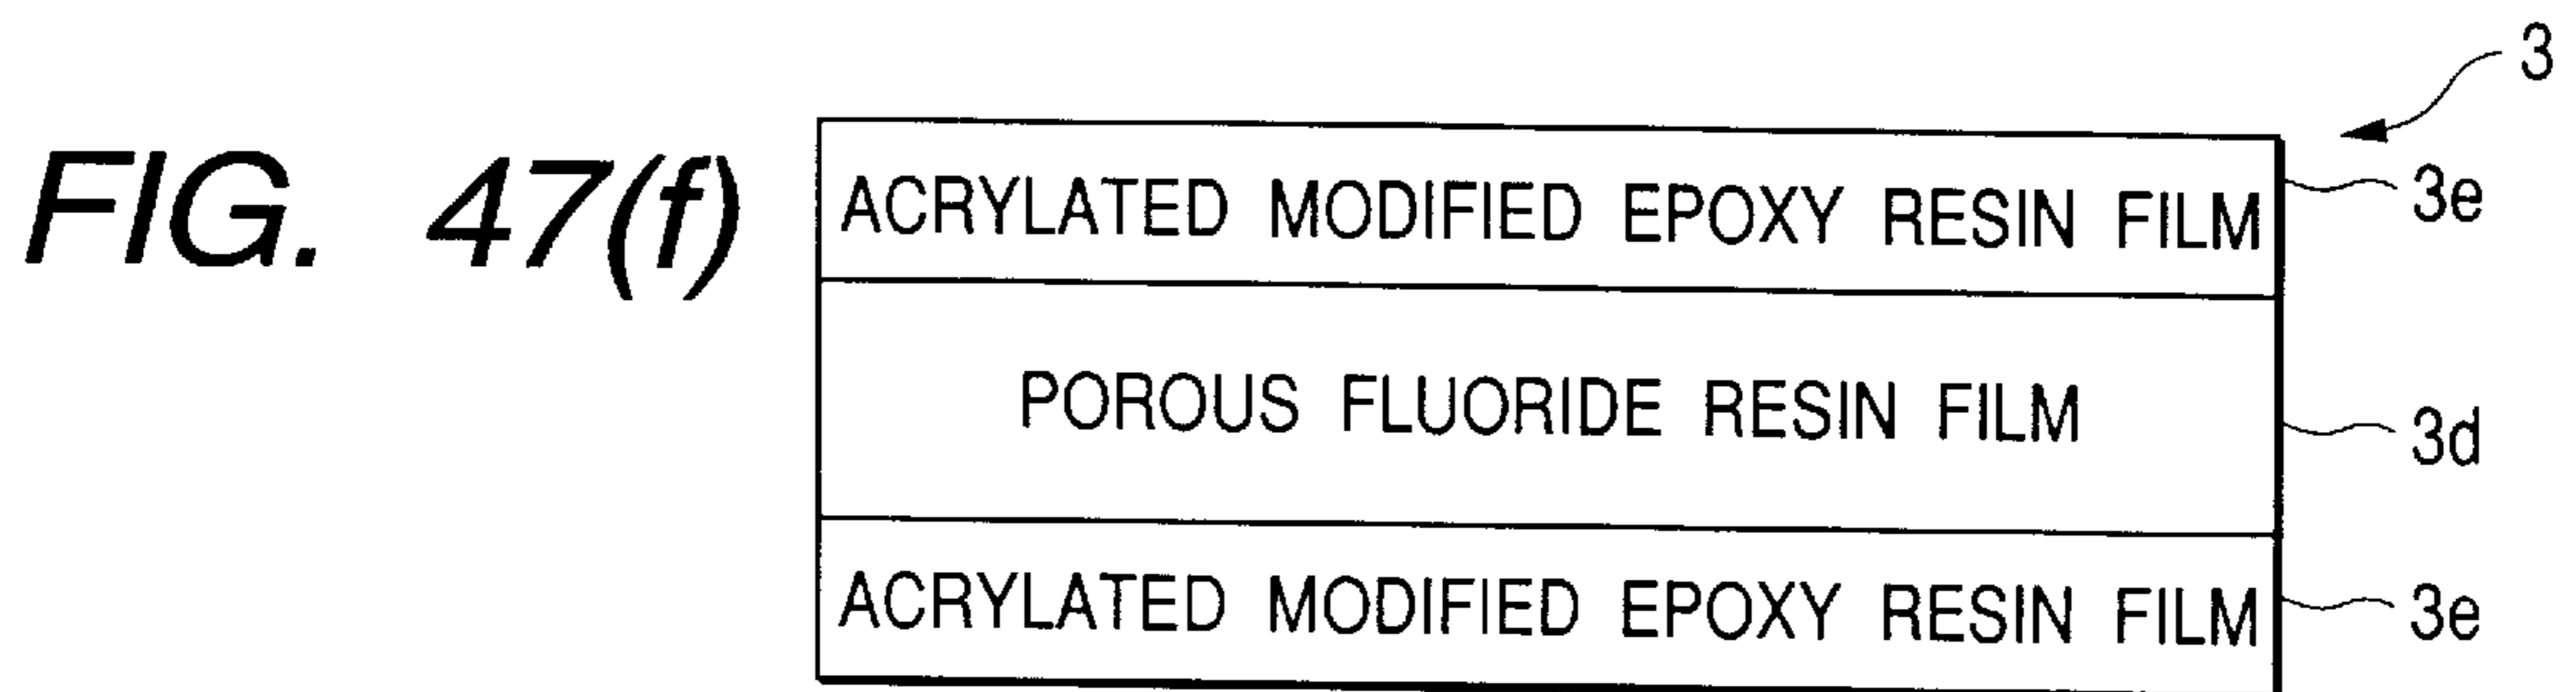 FIG. 47(f)
3
ACRYLATED MODIFIED EPOXY RESIN FILM 3e
POROUS FLUORIDE RESIN FILM 3d
ACRYLATED MODIFIED EPOXY RESIN FILM 3e